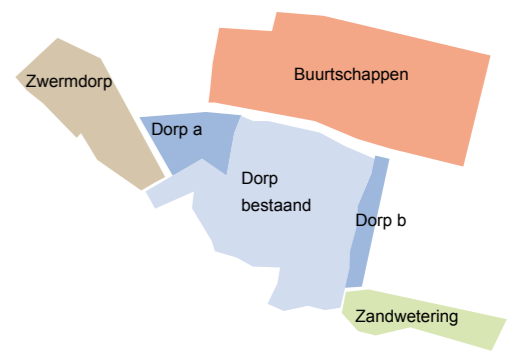 Buurtschappen
Zwermdorp
Dorp a
Dorp
bestaand
Dorp b
Zandwetering